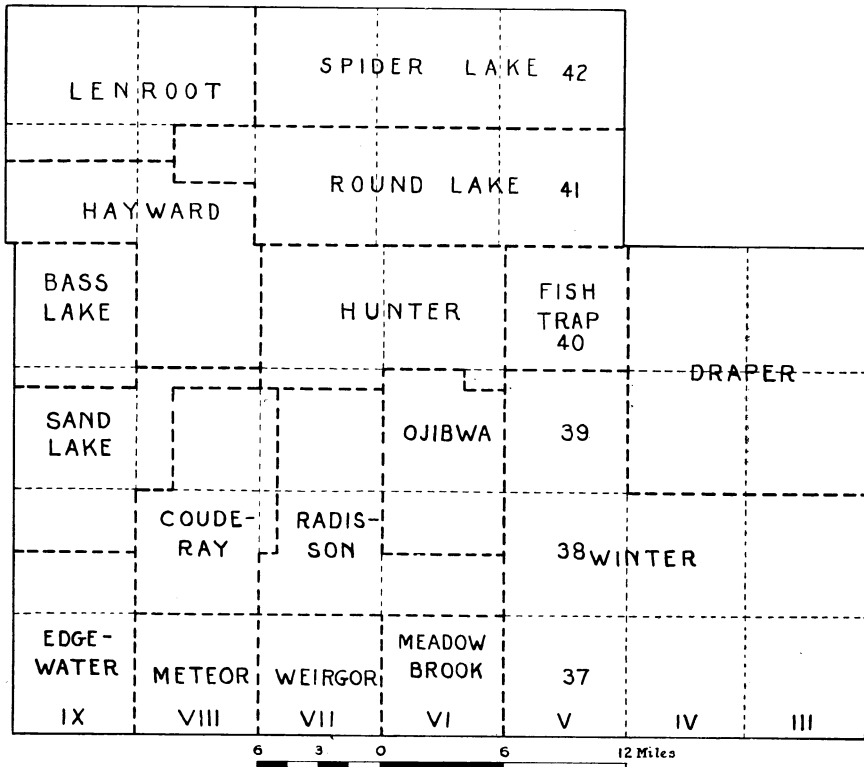 SPIDER LAKE 42
LENROOT
ROUND LAKE 41
HAYWARD
BASS
LAKE
HUNTER
FISH
TRAP
40
DRAPER
SAND
LAKE
OJIBWA
39
COUDE-
RAY
RADIS-
SON
38 WINTER
EDGE-
WATER
METEOR
WEIRGOR
MEADOW
BROOK
37
IX VIII VII VI V IV III
6 3 0 6 12 Miles